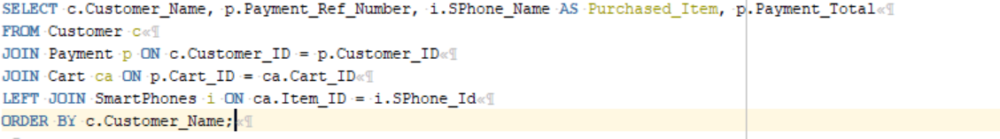 SELECT c.Customer_Name, p.Payment_Ref_Number, i.SPhone_Name AS Purchased_Item, p.Payment_Total
FROM Customer c
JOIN Payment p ON c.Customer_ID = p.Customer_ID
JOIN Cart ca ON p.Cart_ID = ca.Cart_ID
LEFT JOIN SmartPhones i ON ca.Item_ID = i.SPhone_Id
ORDER BY c.Customer_Name;